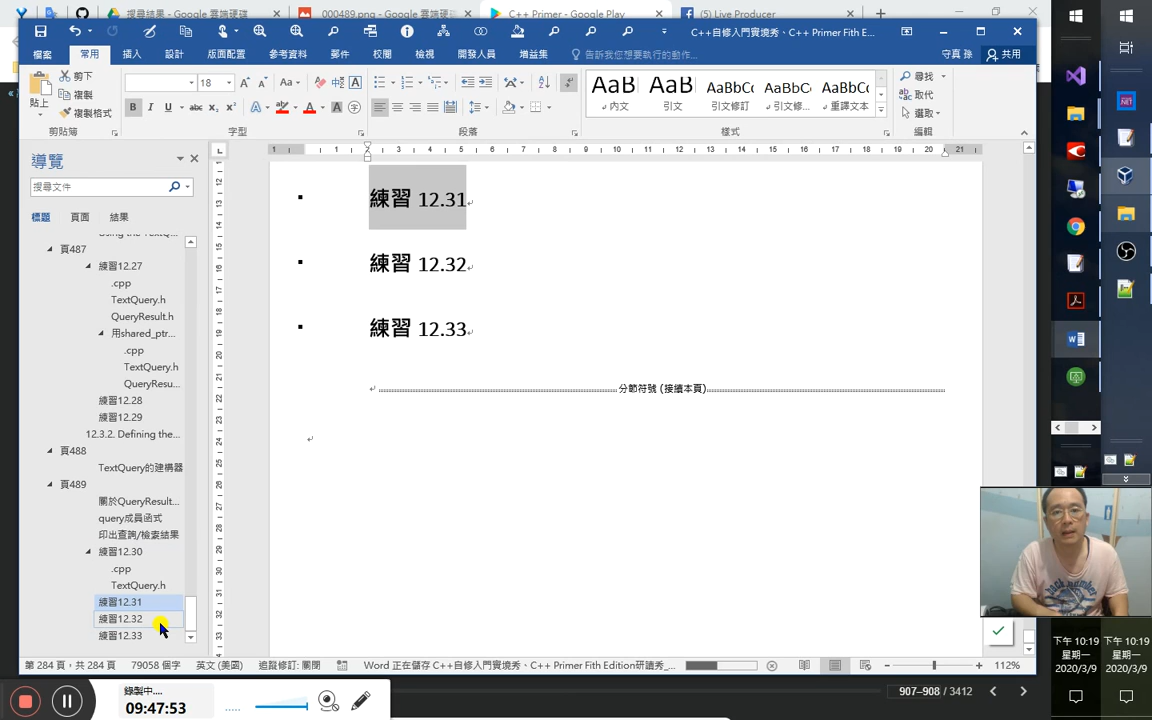 搜尋結果 - Google 雲端硬碟
000489.png - Google 雲端硬碟
C++ Primer - Google Play
(5) Live Producer
C++自修入門實境秀、C++ Primer Fith E...
檔案
常用
插入
設計
版面配置
參考資料
郵件
校閱
檢視
開發人員
增益集
告訴我您想要執行的動作...
守真 孫
共用
貼上
剪下
複製
複製格式
剪貼簿
18
字型
段落
AaB
內文
AaB
引文
AaBbCc
引文修訂
AaBbCc
引文修...
AaBbCc
重譯文本
樣式
尋找
取代
選取
編輯
導覽
搜尋文件
標題
頁面
結果
頁487
練習12.27
.cpp
TextQuery.h
QueryResult.h
用shared_ptr...
.cpp
TextQuery.h
QueryResu...
練習12.28
練習12.29
12.3.2. Defining the...
頁488
TextQuery的建構器
頁489
關於QueryResult...
query成員函式
印出查詢/檢索結果
練習12.30
.cpp
TextQuery.h
練習12.31
練習12.32
練習12.33
練習 12.31
練習 12.32
練習 12.33
分節符號 (接續本頁)
第 284 頁，共 284 頁
79058 個字
英文 (美國)
追蹤修訂: 關閉
Word 正在儲存 C++自修入門實境秀、C++ Primer Fith Edition研讀秀_...
112%
錄製中....
09:47:53
907–908 / 3412
下午 10:19
星期一
2020/3/9
下午 10:19
星期一
2020/3/9